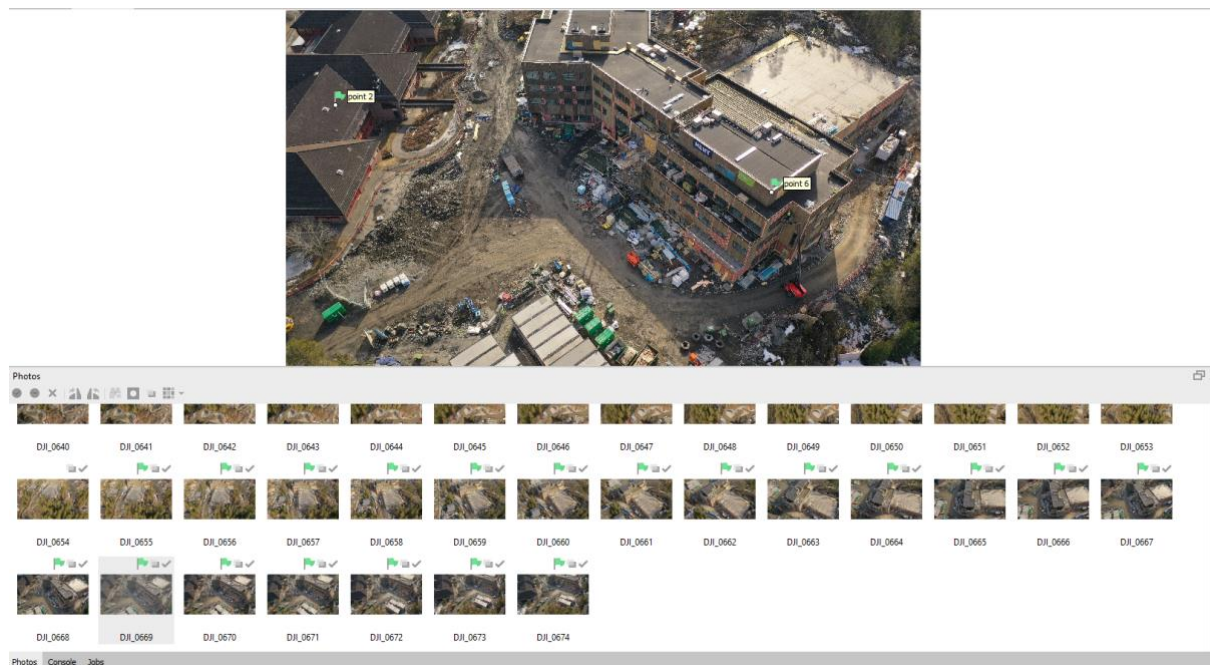 point 2
point 6
Photos
DJI_0640 DJI_0641 DJI_0642 DJI_0643 DJI_0644 DJI_0645 DJI_0646 DJI_0647 DJI_0648 DJI_0649 DJI_0650 DJI_0651 DJI_0652 DJI_0653
DJI_0654 DJI_0655 DJI_0656 DJI_0657 DJI_0658 DJI_0659 DJI_0660 DJI_0661 DJI_0662 DJI_0663 DJI_0664 DJI_0665 DJI_0666 DJI_0667
DJI_0668 DJI_0669 DJI_0670 DJI_0671 DJI_0672 DJI_0673 DJI_0674
Photos Console Jobs